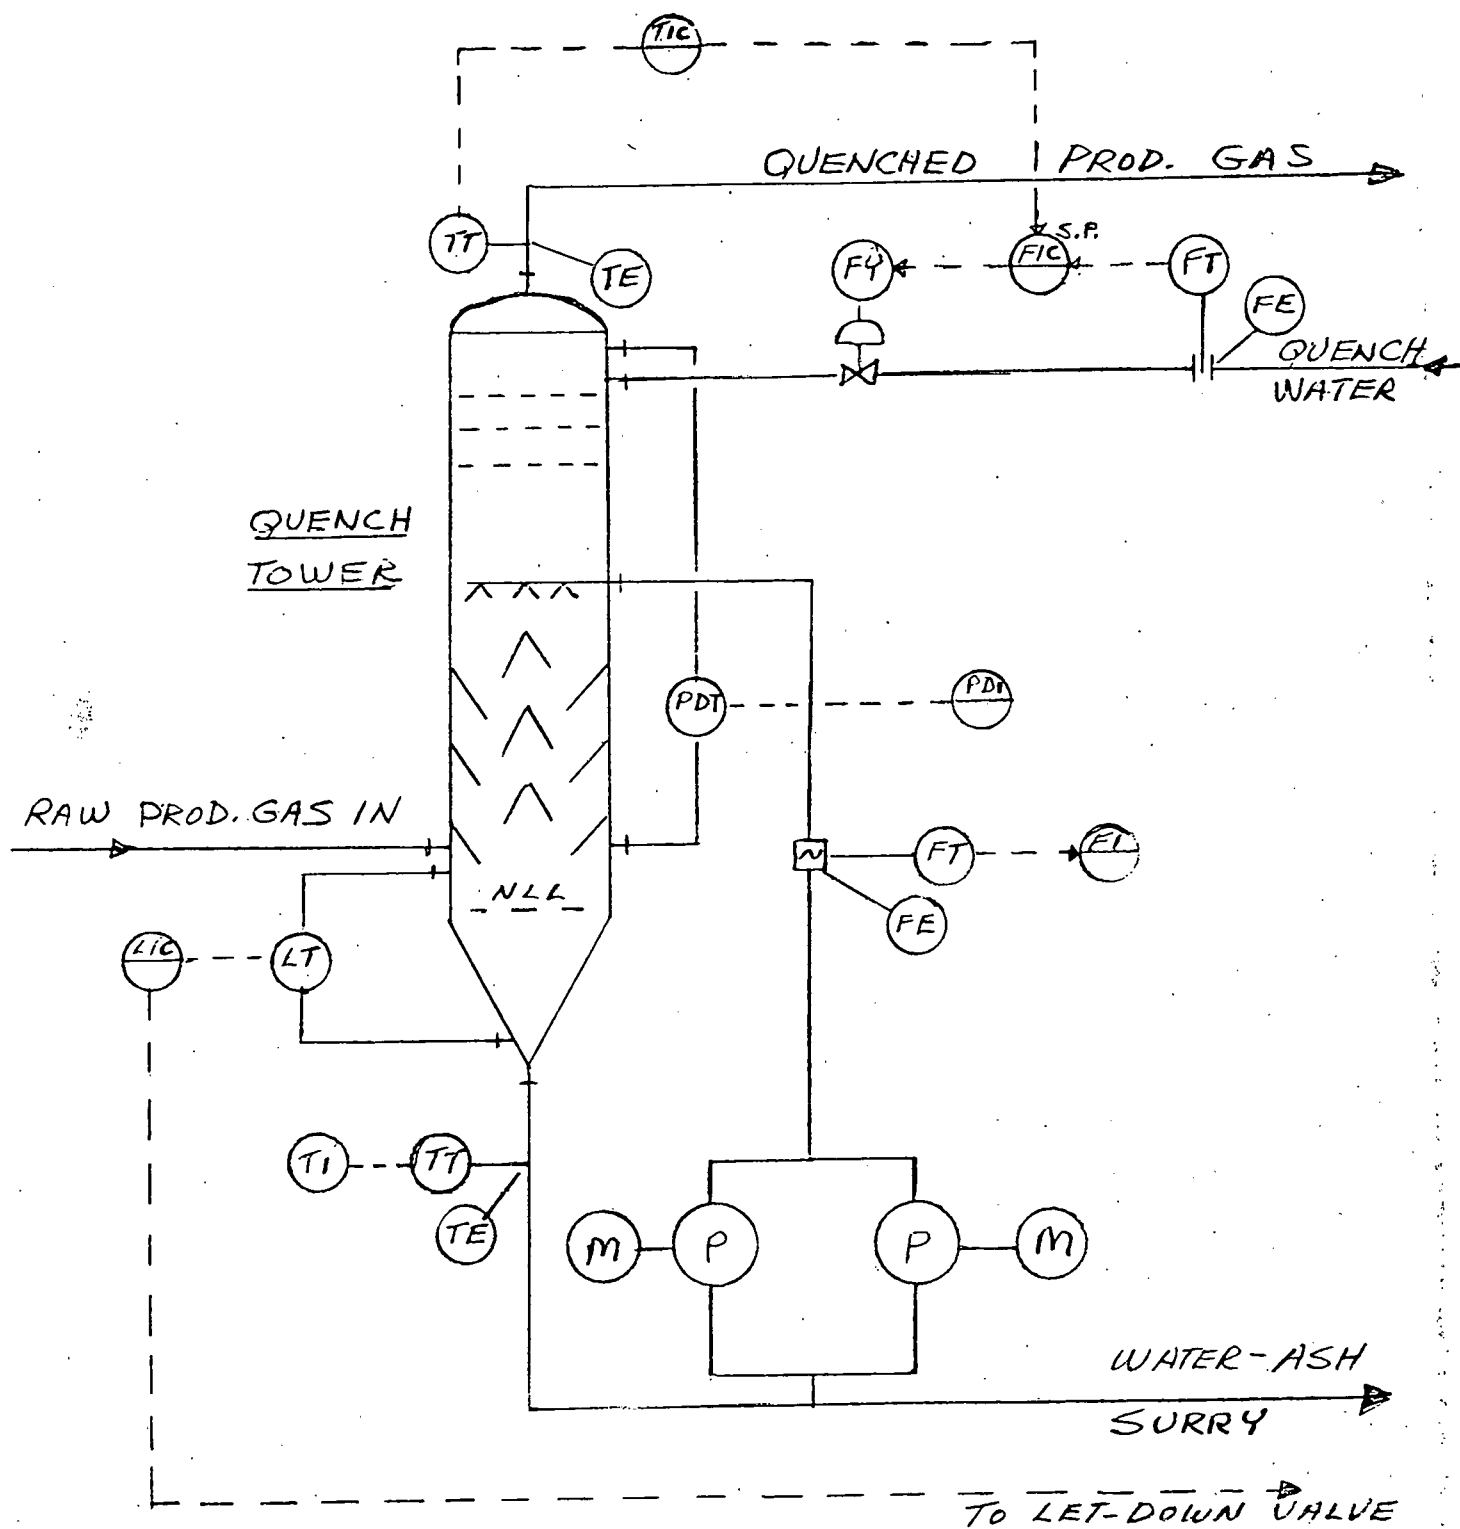 TIC
QUENCHED PROD. GAS
TT
TE
FY
FIC
S.P.
FT
FE
QUENCH
WATER
QUENCH
TOWER
PDT
PDI
RAW PROD. GAS IN
FT
FI
NLL
FE
LIC
LT
TI
TT
TE
M
P
P
M
WATER-ASH
SURRY
TO LET-DOWN VALVE